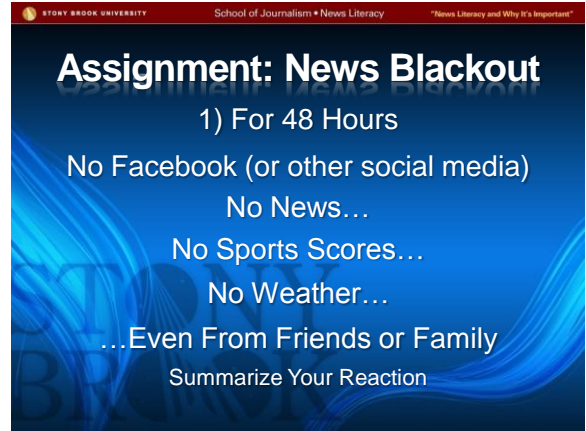 STONY BROOK UNIVERSITY
School of Journalism • News Literacy
"News Literacy and Why It's Important"
Assignment: News Blackout
1) For 48 Hours
No Facebook (or other social media)
No News…
No Sports Scores…
No Weather…
…Even From Friends or Family
Summarize Your Reaction
STONY
BROOK